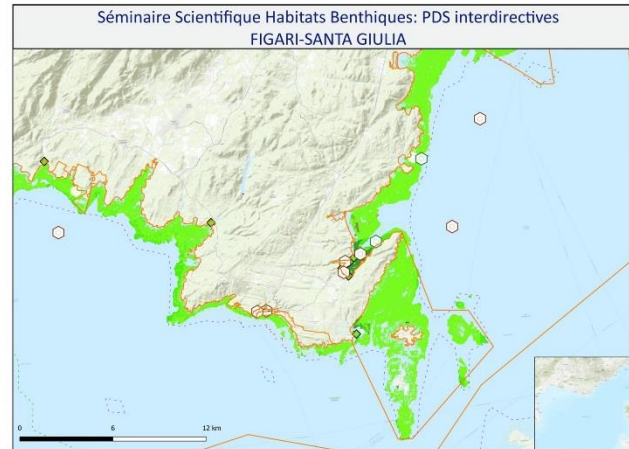 Séminaire Scientifique Habitats Benthiques: PDS interdirectives
FIGARI-SANTA GIULIA
0 6 12 km